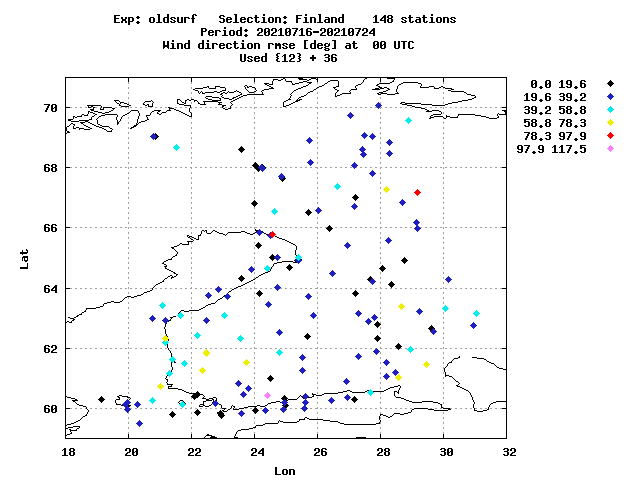 Exp: oldsurf   Selection: Finland    148 stations
Period: 20210716-20210724
Wind direction rmse [deg] at  00 UTC
Used {12} + 36
0.0 19.6
19.6 39.2
39.2 58.8
58.8 78.3
78.3 97.9
97.9 117.5
70
68
66
64
62
60
Lat
18 20 22 24 26 28 30 32
Lon